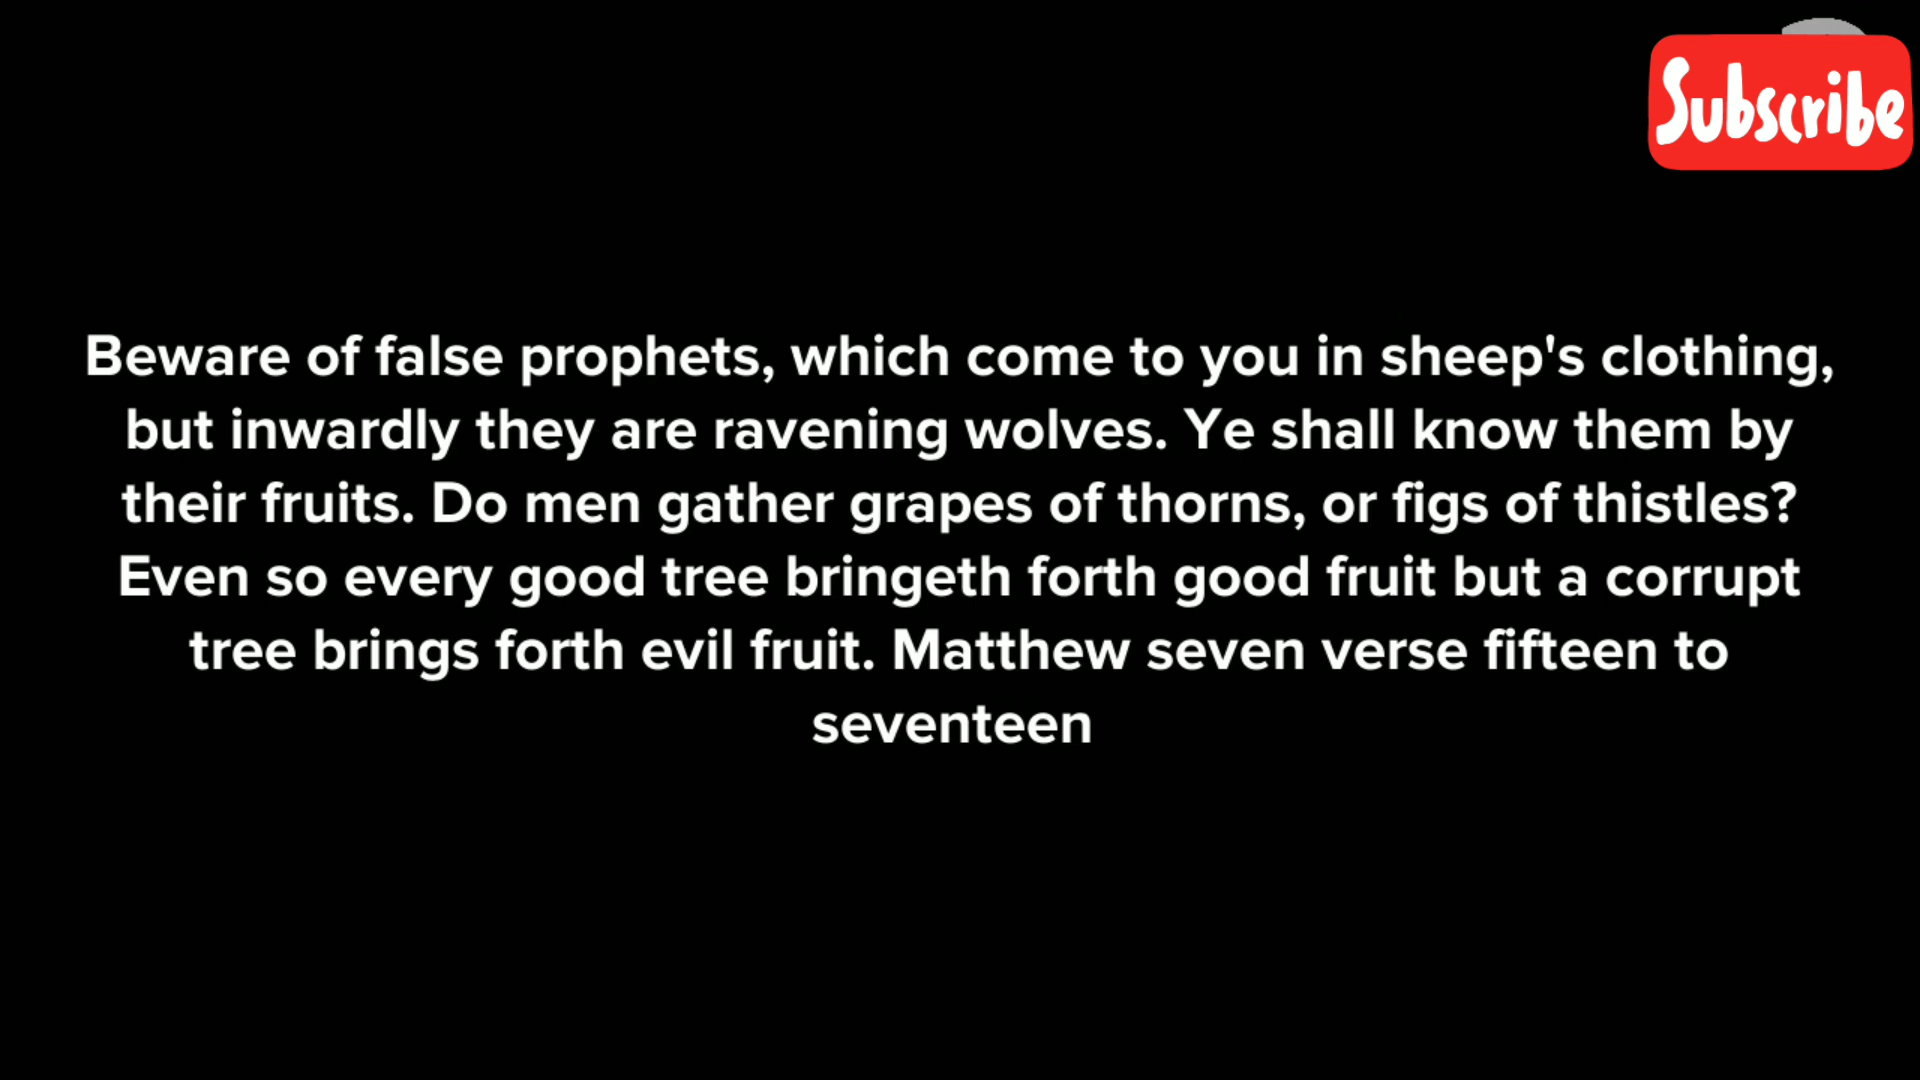 Subscribe
Beware of false prophets, which come to you in sheep's clothing,
but inwardly they are ravening wolves. Ye shall know them by
their fruits. Do men gather grapes of thorns, or figs of thistles?
Even so every good tree bringeth forth good fruit but a corrupt
tree brings forth evil fruit. Matthew seven verse fifteen to
seventeen